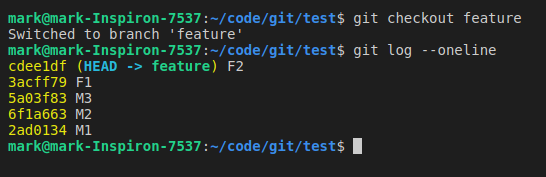 mark@mark-Inspiron-7537:~/code/git/test$ git checkout feature
Switched to branch 'feature'
mark@mark-Inspiron-7537:~/code/git/test$ git log --oneline
cdee1df (HEAD -> feature) F2
3acff79 F1
5a03f83 M3
6f1a663 M2
2ad0134 M1
mark@mark-Inspiron-7537:~/code/git/test$